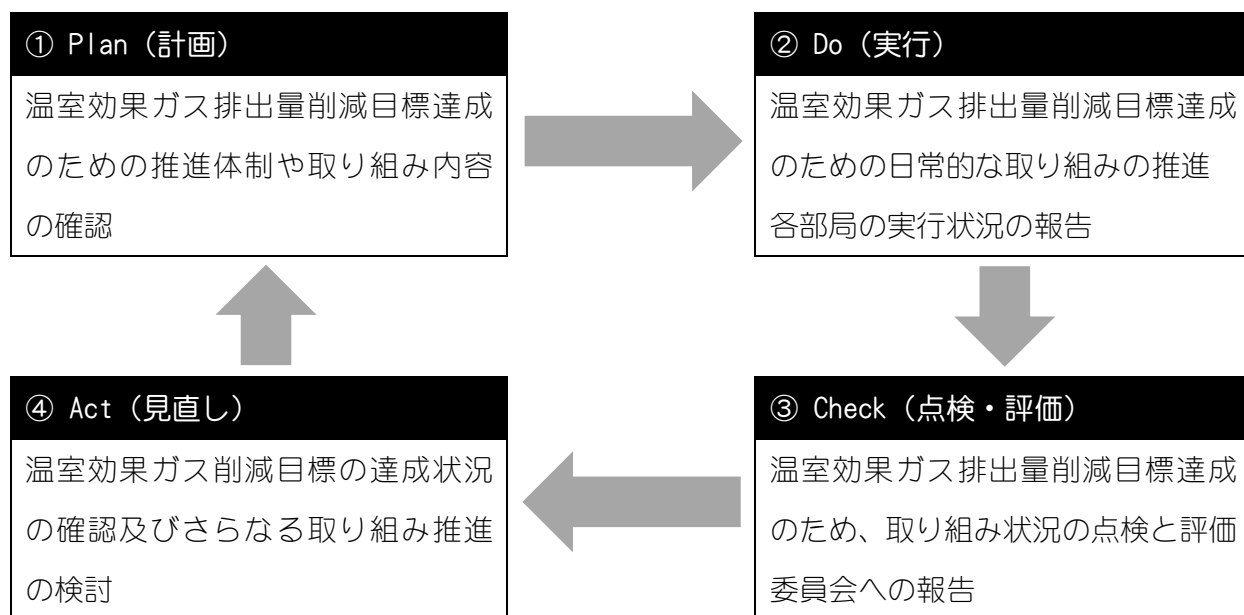 ① Plan（計画）
温室効果ガス排出量削減目標達成
のための推進体制や取り組み内容
の確認
② Do（実行）
温室効果ガス排出量削減目標達成
のための日常的な取り組みの推進
各部局の実行状況の報告
③ Check（点検・評価）
温室効果ガス排出量削減目標達成
のため、取り組み状況の点検と評価
委員会への報告
④ Act（見直し）
温室効果ガス削減目標の達成状況
の確認及びさらなる取り組み推進
の検討